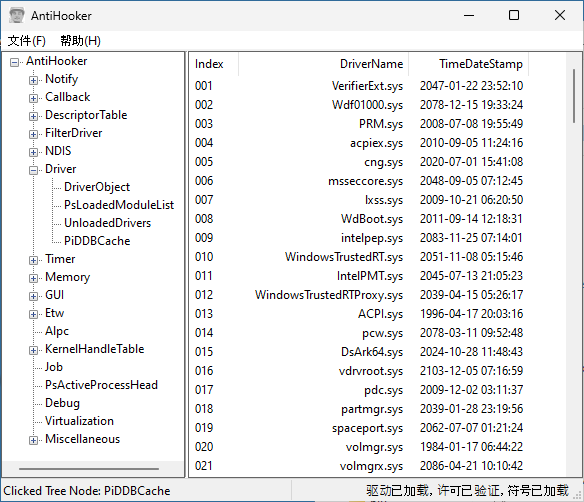 AntiHooker
文件(F) 帮助(H)
AntiHooker
Notify
Callback
DescriptorTable
FilterDriver
NDIS
Driver
DriverObject
PsLoadedModuleList
UnloadedDrivers
PiDDBCache
Timer
Memory
GUI
Etw
Alpc
KernelHandleTable
Job
PsActiveProcessHead
Debug
Virtualization
Miscellaneous
Index DriverName TimeDateStamp
001 VerifierExt.sys 2047-01-22 23:52:10
002 Wdf01000.sys 2078-12-15 19:33:24
003 PRM.sys 2008-07-08 19:55:49
004 acpiex.sys 2010-09-05 11:24:16
005 cng.sys 2020-07-01 15:41:08
006 msseccore.sys 2048-09-05 07:12:45
007 lxss.sys 2009-10-21 06:20:50
008 WdBoot.sys 2011-09-14 12:18:31
009 intelpep.sys 2083-11-25 07:14:01
010 WindowsTrustedRT.sys 2051-11-08 05:15:46
011 IntelPMT.sys 2045-07-13 21:05:23
012 WindowsTrustedRTProxy.sys 2039-04-15 05:26:17
013 ACPI.sys 1996-04-17 20:03:16
014 pcw.sys 2078-03-11 09:52:48
015 DsArk64.sys 2024-10-28 11:48:43
016 vdrvroot.sys 2103-12-05 07:16:59
017 pdc.sys 2009-12-02 03:11:37
018 partmgr.sys 2039-01-28 23:19:56
019 spaceport.sys 2062-07-07 01:21:24
020 volmgr.sys 1984-01-17 06:44:22
021 volmgrx.sys 2086-04-21 10:10:42
Clicked Tree Node: PiDDBCache 驱动已加载, 许可已验证, 符号已加载